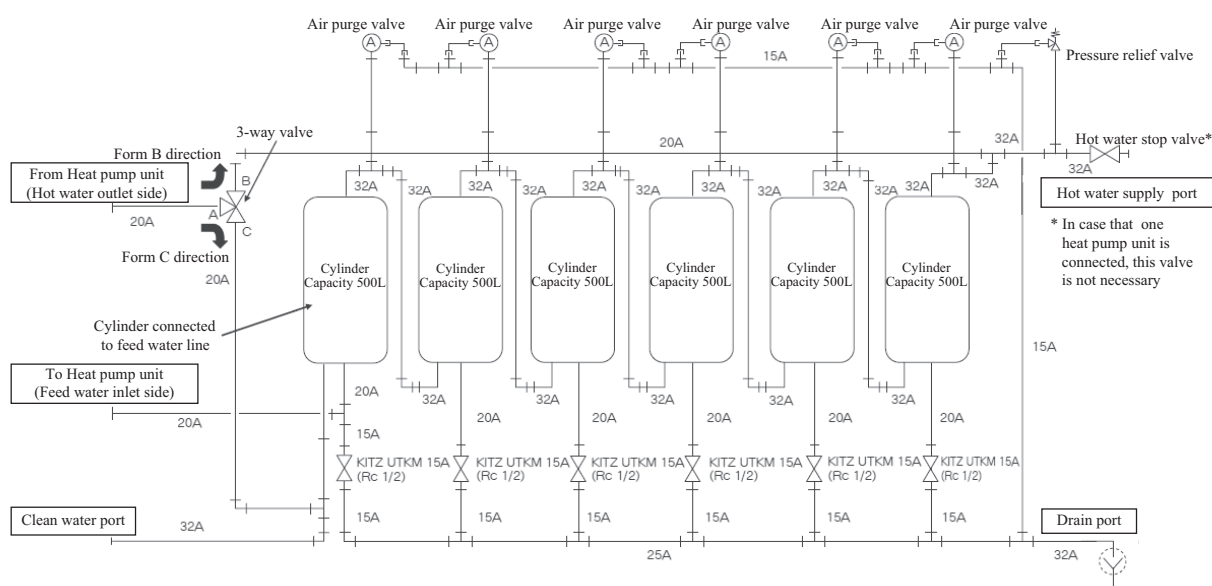 Air purge valve Air purge valve Air purge valve Air purge valve Air purge valve Air purge valve
A A A A A A
15A
Pressure relief valve
3-way valve
Form B direction
20A
32A
Hot water stop valve*
32A
From Heat pump unit
(Hot water outlet side)
B
A
C
20A
Form C direction
20A
32A 32A 32A 32A 32A 32A 32A 32A 32A 32A 32A 32A
Hot water supply port
* In case that one
heat pump unit is
connected, this valve
is not necessary
Cylinder
Capacity 500L
Cylinder
Capacity 500L
Cylinder
Capacity 500L
Cylinder
Capacity 500L
Cylinder
Capacity 500L
Cylinder
Capacity 500L
Cylinder connected
to feed water line
15A
To Heat pump unit
(Feed water inlet side)
20A
20A
32A 32A 32A 32A 32A
20A 20A 20A 20A 20A
15A
KITZ UTKM 15A
(Rc 1/2)
KITZ UTKM 15A
(Rc 1/2)
KITZ UTKM 15A
(Rc 1/2)
KITZ UTKM 15A
(Rc 1/2)
KITZ UTKM 15A
(Rc 1/2)
KITZ UTKM 15A
(Rc 1/2)
Clean water port
32A
15A 15A 15A 15A 15A 15A
Drain port
25A
32A